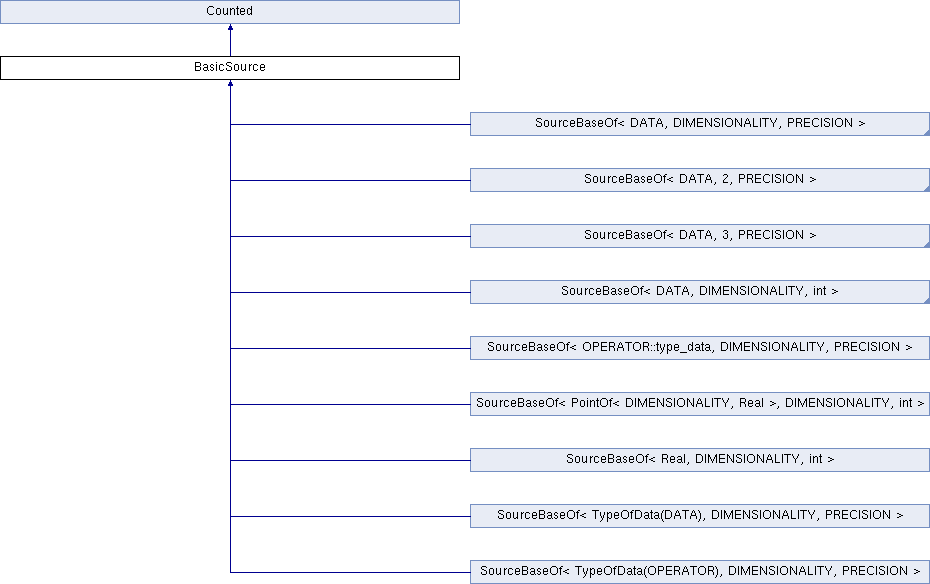 Counted
BasicSource
SourceBaseOf< DATA, DIMENSIONALITY, PRECISION >
SourceBaseOf< DATA, 2, PRECISION >
SourceBaseOf< DATA, 3, PRECISION >
SourceBaseOf< DATA, DIMENSIONALITY, int >
SourceBaseOf< OPERATOR::type_data, DIMENSIONALITY, PRECISION >
SourceBaseOf< PointOf< DIMENSIONALITY, Real >, DIMENSIONALITY, int >
SourceBaseOf< Real, DIMENSIONALITY, int >
SourceBaseOf< TypeOfData(DATA), DIMENSIONALITY, PRECISION >
SourceBaseOf< TypeOfData(OPERATOR), DIMENSIONALITY, PRECISION >